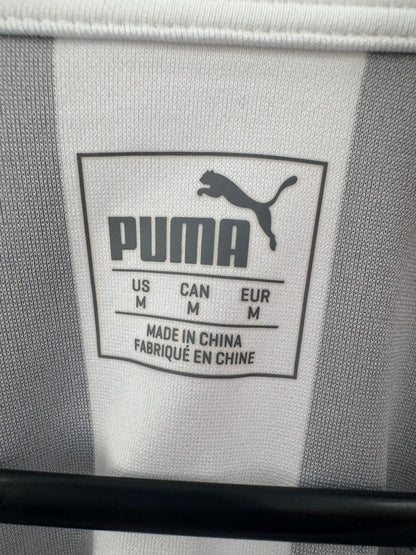 PUMA
US CAN EUR
M M M
MADE IN CHINA
FABRIQUÉ EN CHINE